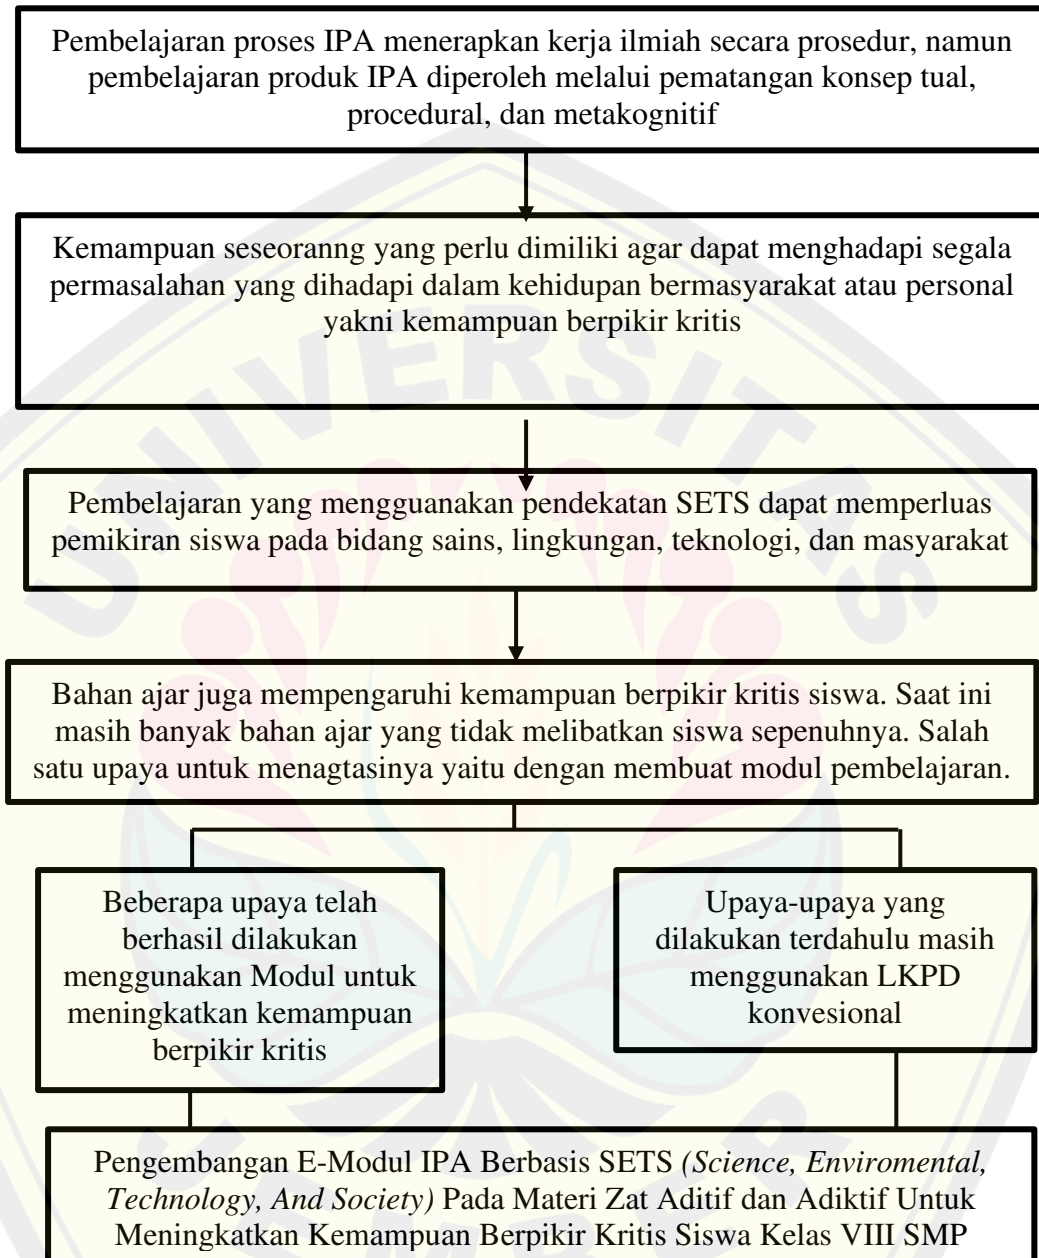 Pembelajaran proses IPA menerapkan kerja ilmiah secara prosedur, namun
pembelajaran produk IPA diperoleh melalui pematangan konsep tual,
procedural, dan metakognitif
Kemampuan seseoranng yang perlu dimiliki agar dapat menghadapi segala
permasalahan yang dihadapi dalam kehidupan bermasyarakat atau personal
yakni kemampuan berpikir kritis
UNIVERSITAS
Pembelajaran yang mengguanakan pendekatan SETS dapat memperluas
pemikiran siswa pada bidang sains, lingkungan, teknologi, dan masyarakat
Bahan ajar juga mempengaruhi kemampuan berpikir kritis siswa. Saat ini
masih banyak bahan ajar yang tidak melibatkan siswa sepenuhnya. Salah
satu upaya untuk menagtasinya yaitu dengan membuat modul pembelajaran.
Beberapa upaya telah
berhasil dilakukan
menggunakan Modul untuk
meningkatkan kemampuan
berpikir kritis
Upaya-upaya yang
dilakukan terdahulu masih
menggunakan LKPD
konvesional
Pengembangan E-Modul IPA Berbasis SETS (Science, Enviromental,
Technology, And Society) Pada Materi Zat Aditif dan Adiktif Untuk
Meningkatkan Kemampuan Berpikir Kritis Siswa Kelas VIII SMP